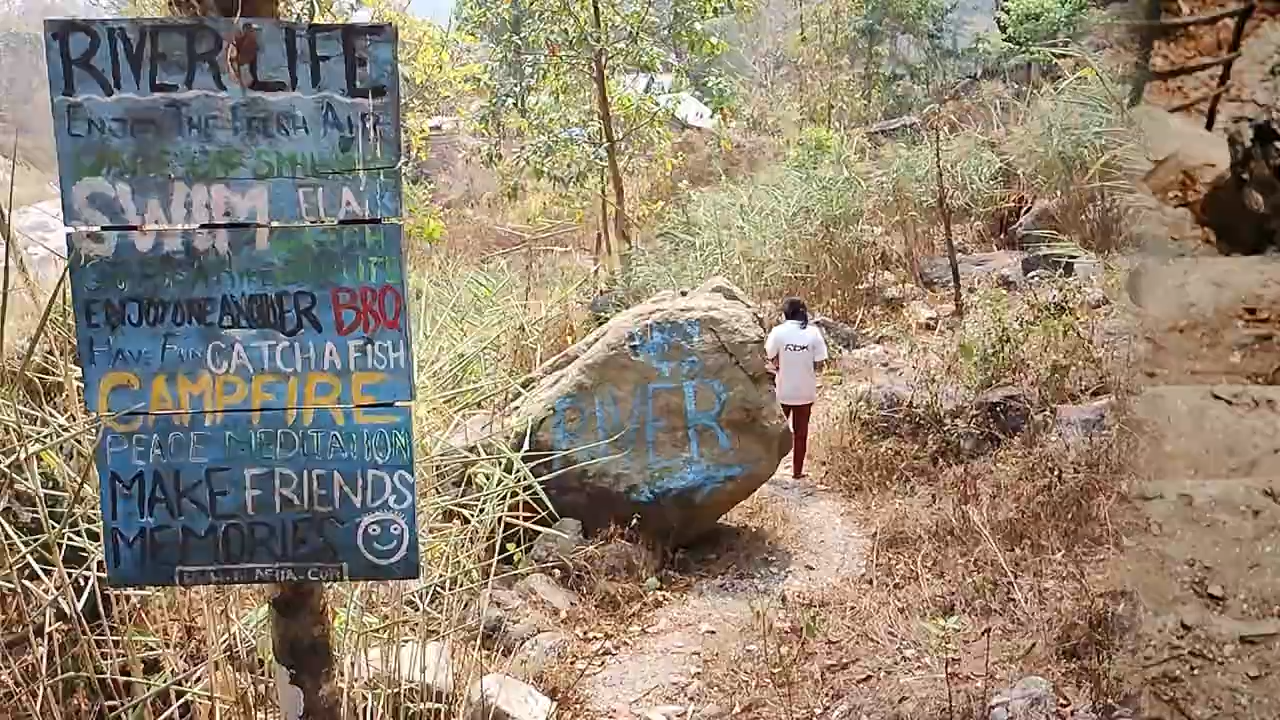 RIVER LIFE
ENJOY THE FRESH AIR
SWIM
ENJOY ONE ANOTHER BBQ
HAVE FUN CATCH A FISH
CAMPFIRE
PEACE MEDITATION
MAKE FRIENDS
MEMORIES
RIVER
RBK